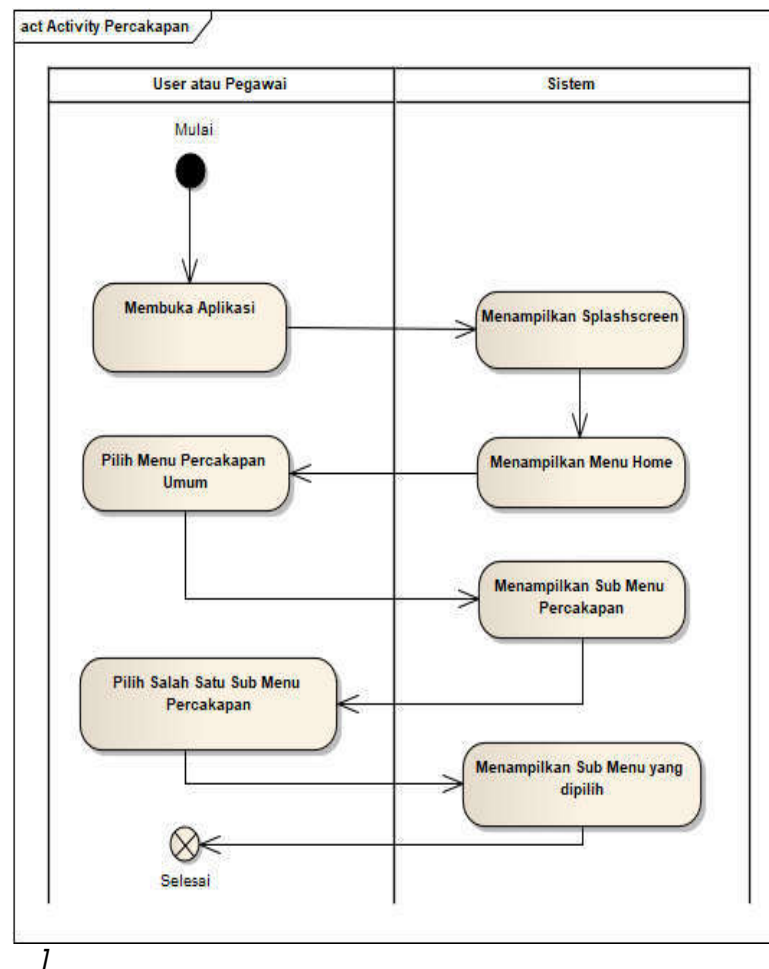 act Activity Percakapan
User atau Pegawai
Sistem
Mulai
Membuka Aplikasi
Menampilkan Splashscreen
Menampilkan Menu Home
Pilih Menu Percakapan
Umum
Menampilkan Sub Menu
Percakapan
Pilih Salah Satu Sub Menu
Percakapan
Menampilkan Sub Menu yang
dipilih
Selesai
1